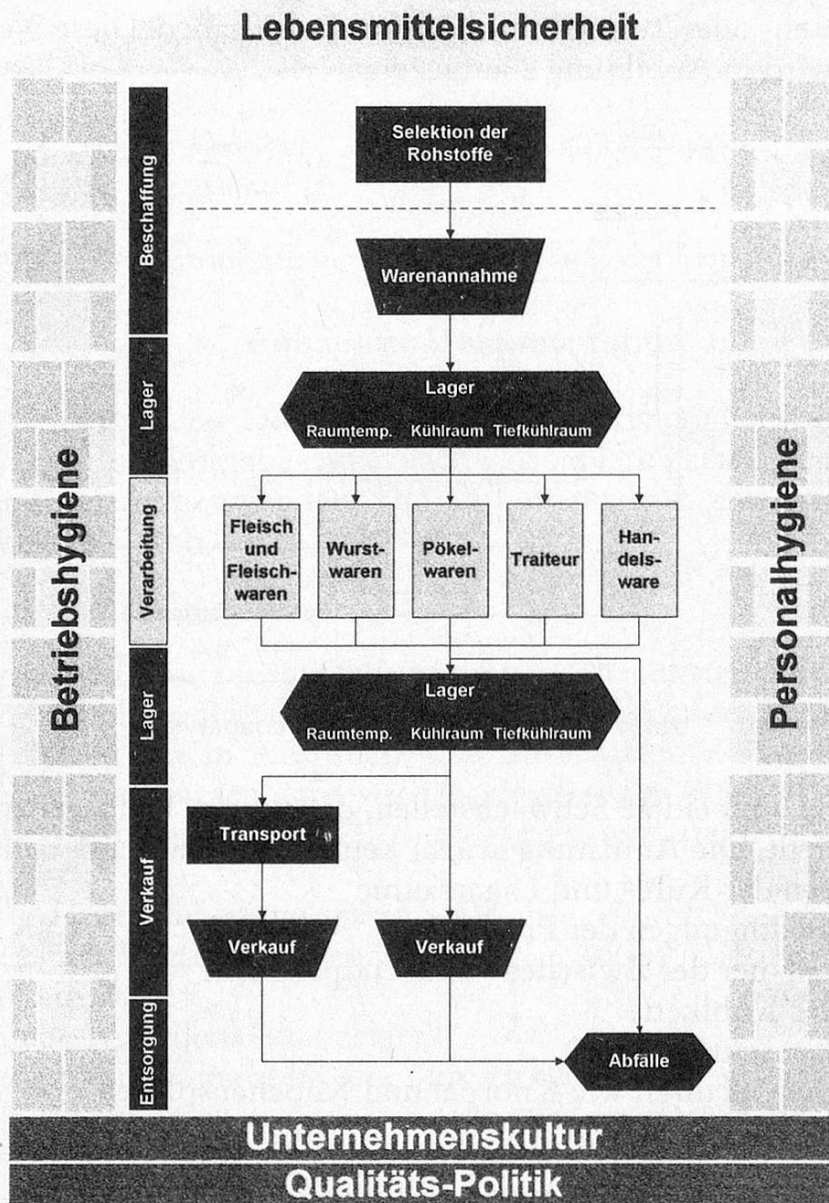 Lebensmittelsicherheit
Betriebshygiene
Beschaffung
Lager
Verarbeitung
Lager
Verkauf
Entsorgung
Selektion der
Rohstoffe
Warenannahme
Lager
Raumtemp. Kühlraum Tiefkühlraum
Fleisch
und
Fleisch-
waren
Wurst-
waren
Pökel-
waren
Traiteur
Han-
dels-
ware
Lager
Raumtemp. Kühlraum Tiefkühlraum
Transport
Verkauf
Verkauf
Abfälle
Personalhygiene
Unternehmenskultur
Qualitäts-Politik